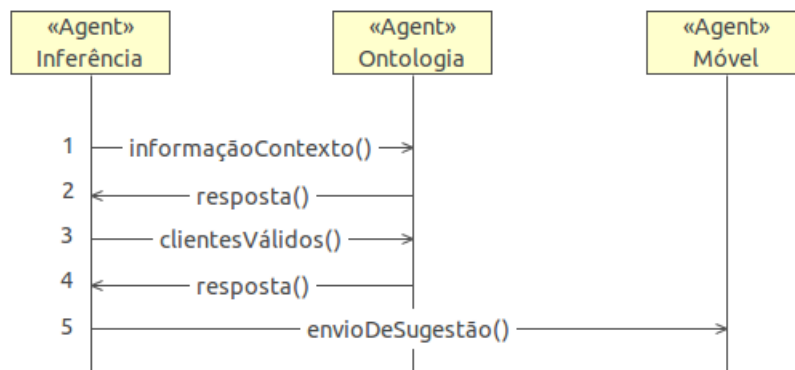 «Agent»
Inferência
«Agent»
Ontologia
«Agent»
Móvel
1 informaçãoContexto()
2 resposta()
3 clientesVálidos()
4 resposta()
5 envioDeSugestão()